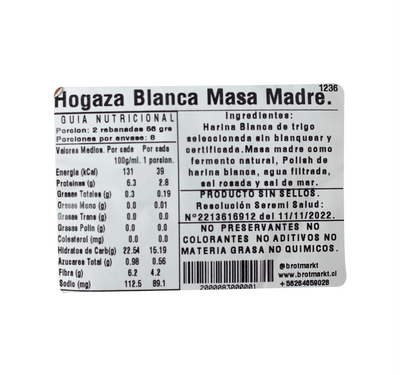 1236
Hogaza Blanca Masa Madre.
GUIA NUTRICIONAL
Porcion: 2 rebanadas 66 grs
Porciones por envase: 6
Valores Medios. Por cada Por cada
100g/ml. 1 porcion.
Energia (kCal) 131 39
Proteinas (g) 6.3 2.8
Grasas Totales (g) 0.3 0.19
Grasas Mono (g) 0.00 0.01
Grasas Trans (g) 0.0 0.0
Grasas Polin (g) 0.0 0.0
Colesterol (mg) 0.0 0.0
Hidratos de Carb(g) 22.54 15.19
Azucares Total (g) 0.98 0.56
Fibra (g) 6.2 4.2
Sodio (mg) 112.5 89.1
Ingredientes:
Harina Blanca de trigo
seleccionada sin blanquear y
certificada.Masa madre como
fermento natural, Polish de
harina blanca, agua filtrada,
sal rosada y sal de mar.
PRODUCTO SIN SELLOS.
Resolución Seremi Salud:
N°2213616912 del 11/11/2022.
NO PRESERVANTES NO
COLORANTES NO ADITIVOS NO
MATERIA GRASA NO QUIMICOS.
2000083000001
@brotmarkt
@brotmarkt.cl
+56264659028